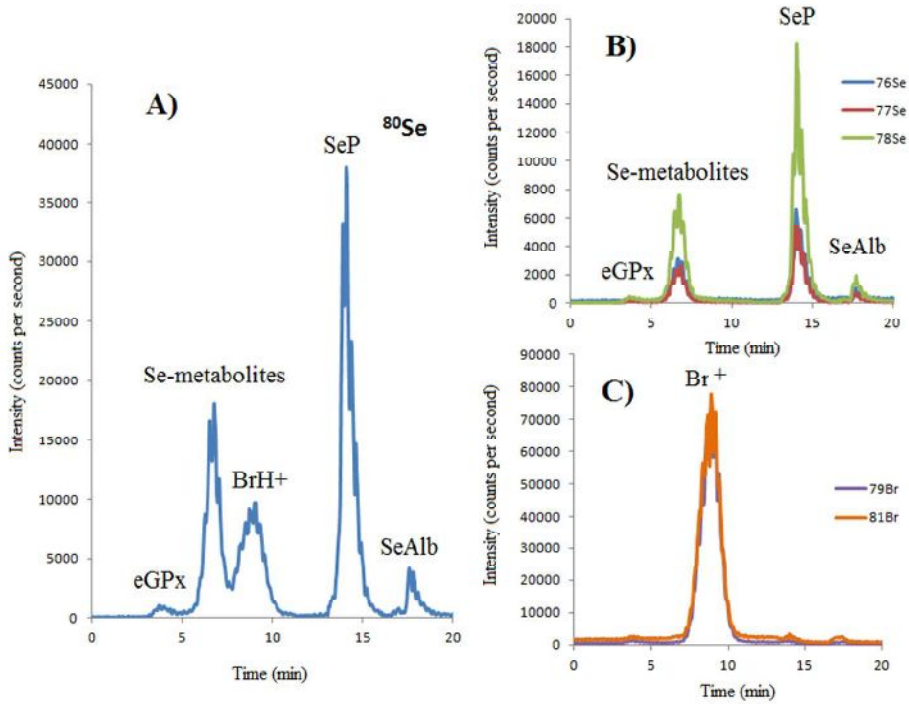 A)
⁸⁰Se
SeP
Se-metabolites
BrH+
eGPx
SeAlb
Intensity (counts per second)
45000
40000
35000
30000
25000
20000
15000
10000
5000
0
0 5 10 15 20
Time (min)
B)
SeP
Se-metabolites
eGPx
SeAlb
76Se
77Se
78Se
Intensity (counts per second)
20000
18000
16000
14000
12000
10000
8000
6000
4000
2000
0
0 5 10 15 20
Time (min)
C)
Br +
79Br
81Br
Intensity (counts per second)
90000
80000
70000
60000
50000
40000
30000
20000
10000
0
0 5 10 15 20
Time (min)